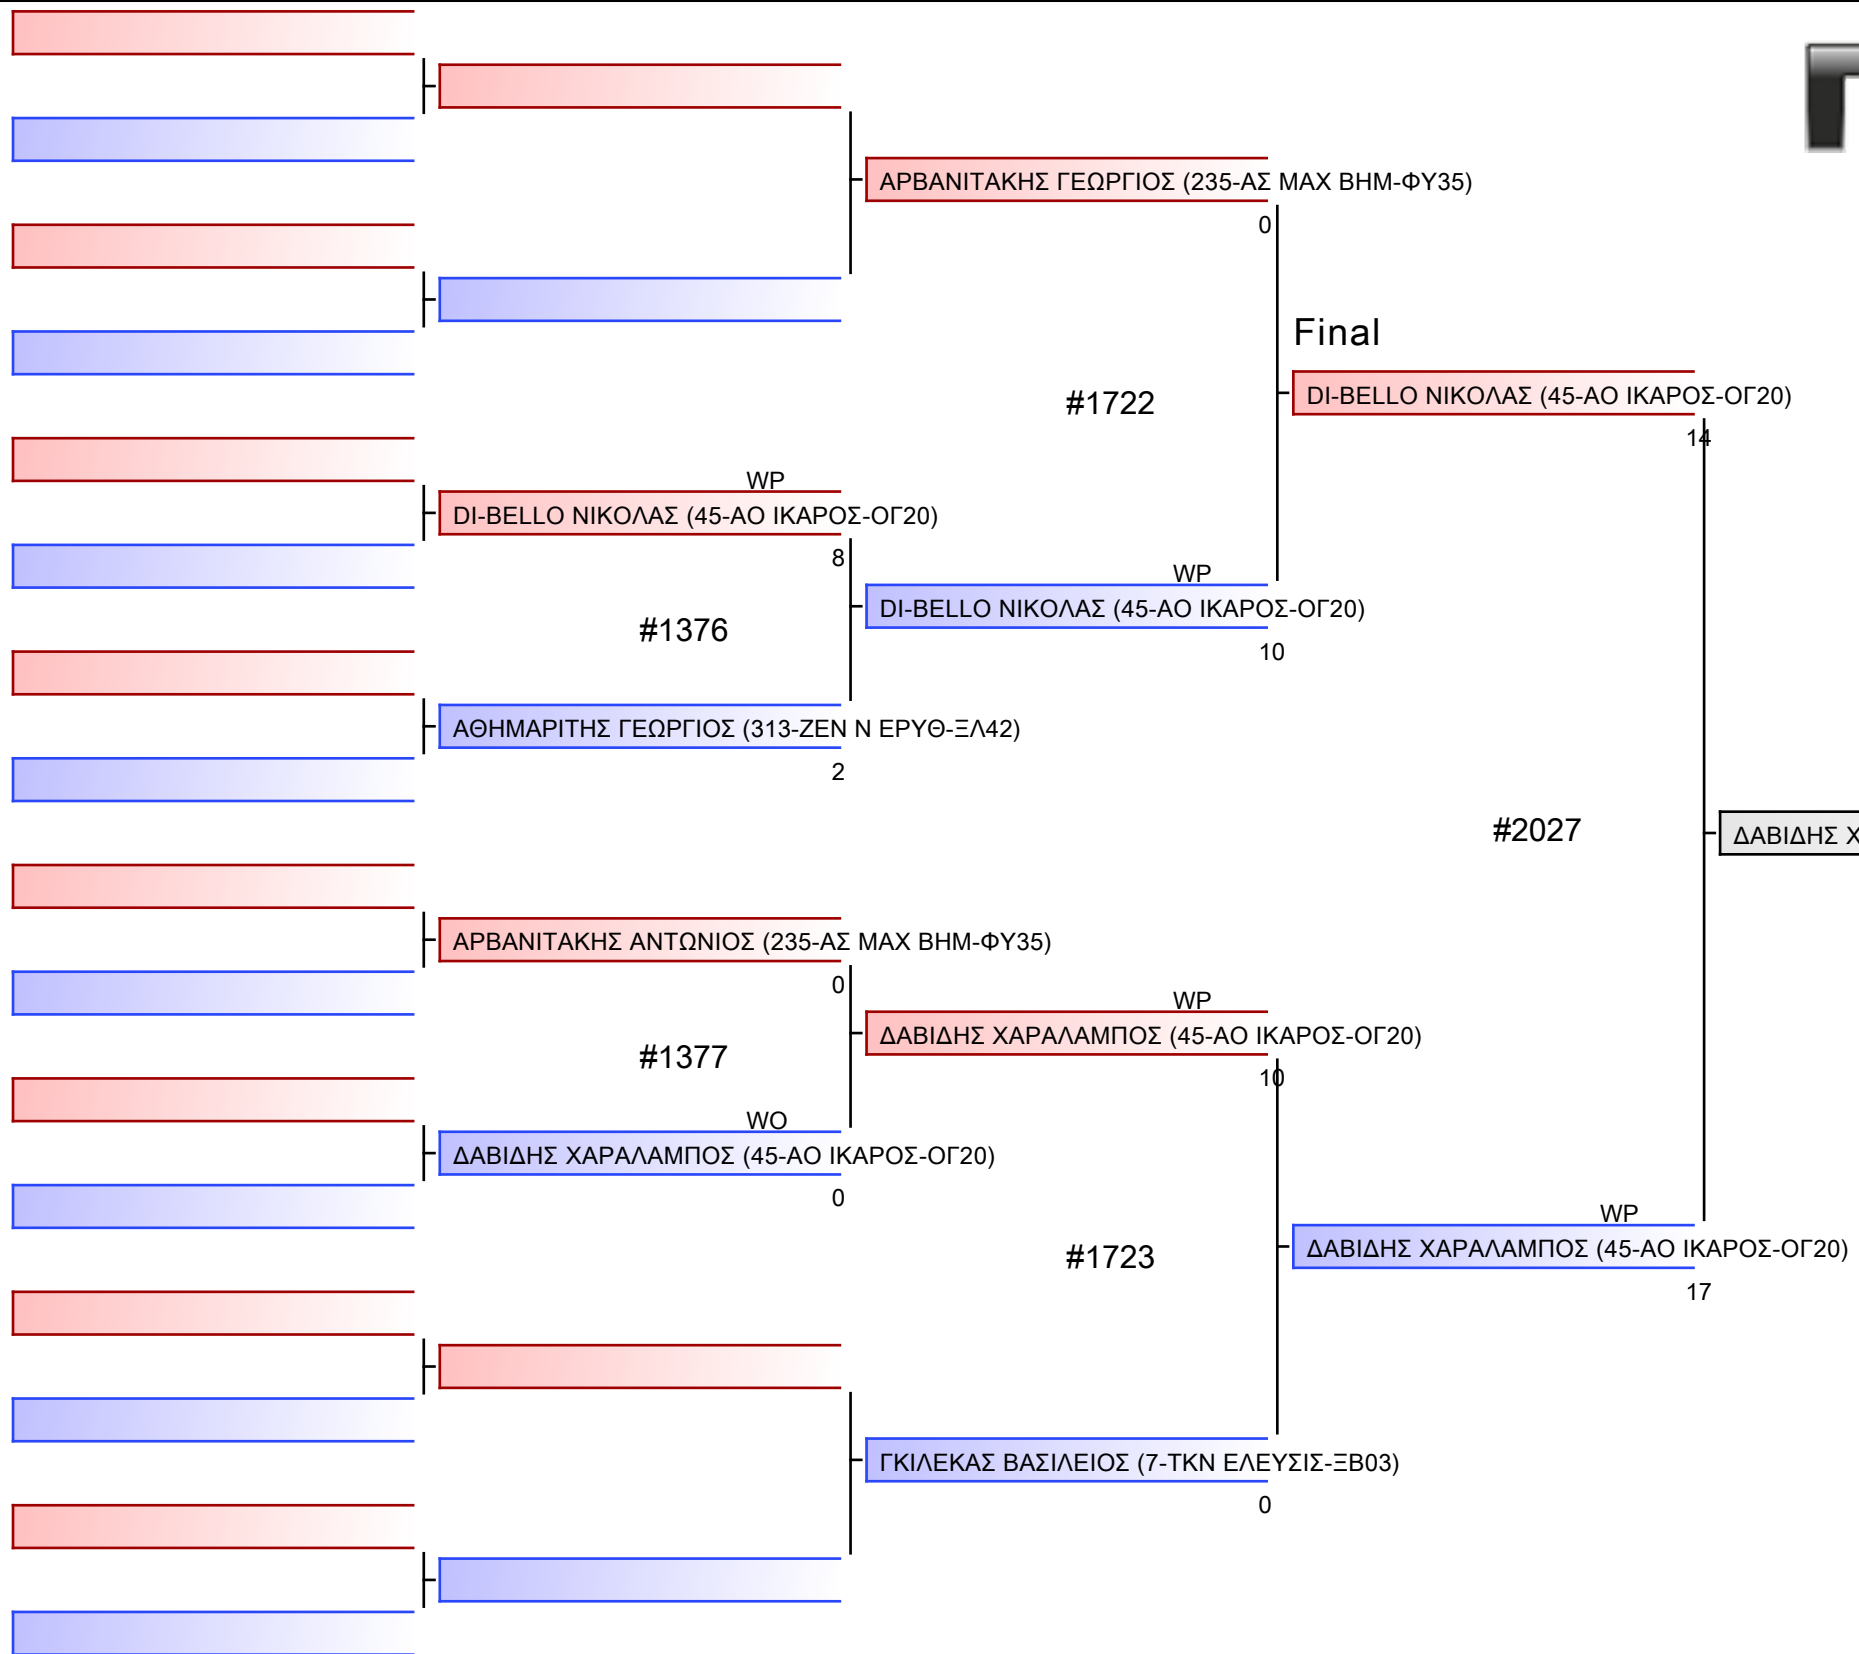 ΑΡΒΑΝΙΤΑΚΗΣ ΓΕΩΡΓΙΟΣ (235-ΑΣ ΜΑΧ ΒΗΜ-ΦΥ35)
0
Final
#1722
DI-BELLO ΝΙΚΟΛΑΣ (45-ΑΟ ΙΚΑΡΟΣ-ΟΓ20)
14
WP
DI-BELLO ΝΙΚΟΛΑΣ (45-ΑΟ ΙΚΑΡΟΣ-ΟΓ20)
8
WP
DI-BELLO ΝΙΚΟΛΑΣ (45-ΑΟ ΙΚΑΡΟΣ-ΟΓ20)
#1376
10
ΑΘΗΜΑΡΙΤΗΣ ΓΕΩΡΓΙΟΣ (313-ΖΕΝ Ν ΕΡΥΘ-ΞΛ42)
2
#2027
ΔΑΒΙΔΗΣ Χ
ΑΡΒΑΝΙΤΑΚΗΣ ΑΝΤΩΝΙΟΣ (235-ΑΣ ΜΑΧ ΒΗΜ-ΦΥ35)
0
WP
ΔΑΒΙΔΗΣ ΧΑΡΑΛΑΜΠΟΣ (45-ΑΟ ΙΚΑΡΟΣ-ΟΓ20)
#1377
10
WO
ΔΑΒΙΔΗΣ ΧΑΡΑΛΑΜΠΟΣ (45-ΑΟ ΙΚΑΡΟΣ-ΟΓ20)
0
WP
#1723
ΔΑΒΙΔΗΣ ΧΑΡΑΛΑΜΠΟΣ (45-ΑΟ ΙΚΑΡΟΣ-ΟΓ20)
17
ΓΚΙΛΕΚΑΣ ΒΑΣΙΛΕΙΟΣ (7-ΤΚΝ ΕΛΕΥΣΙΣ-ΞΒ03)
0